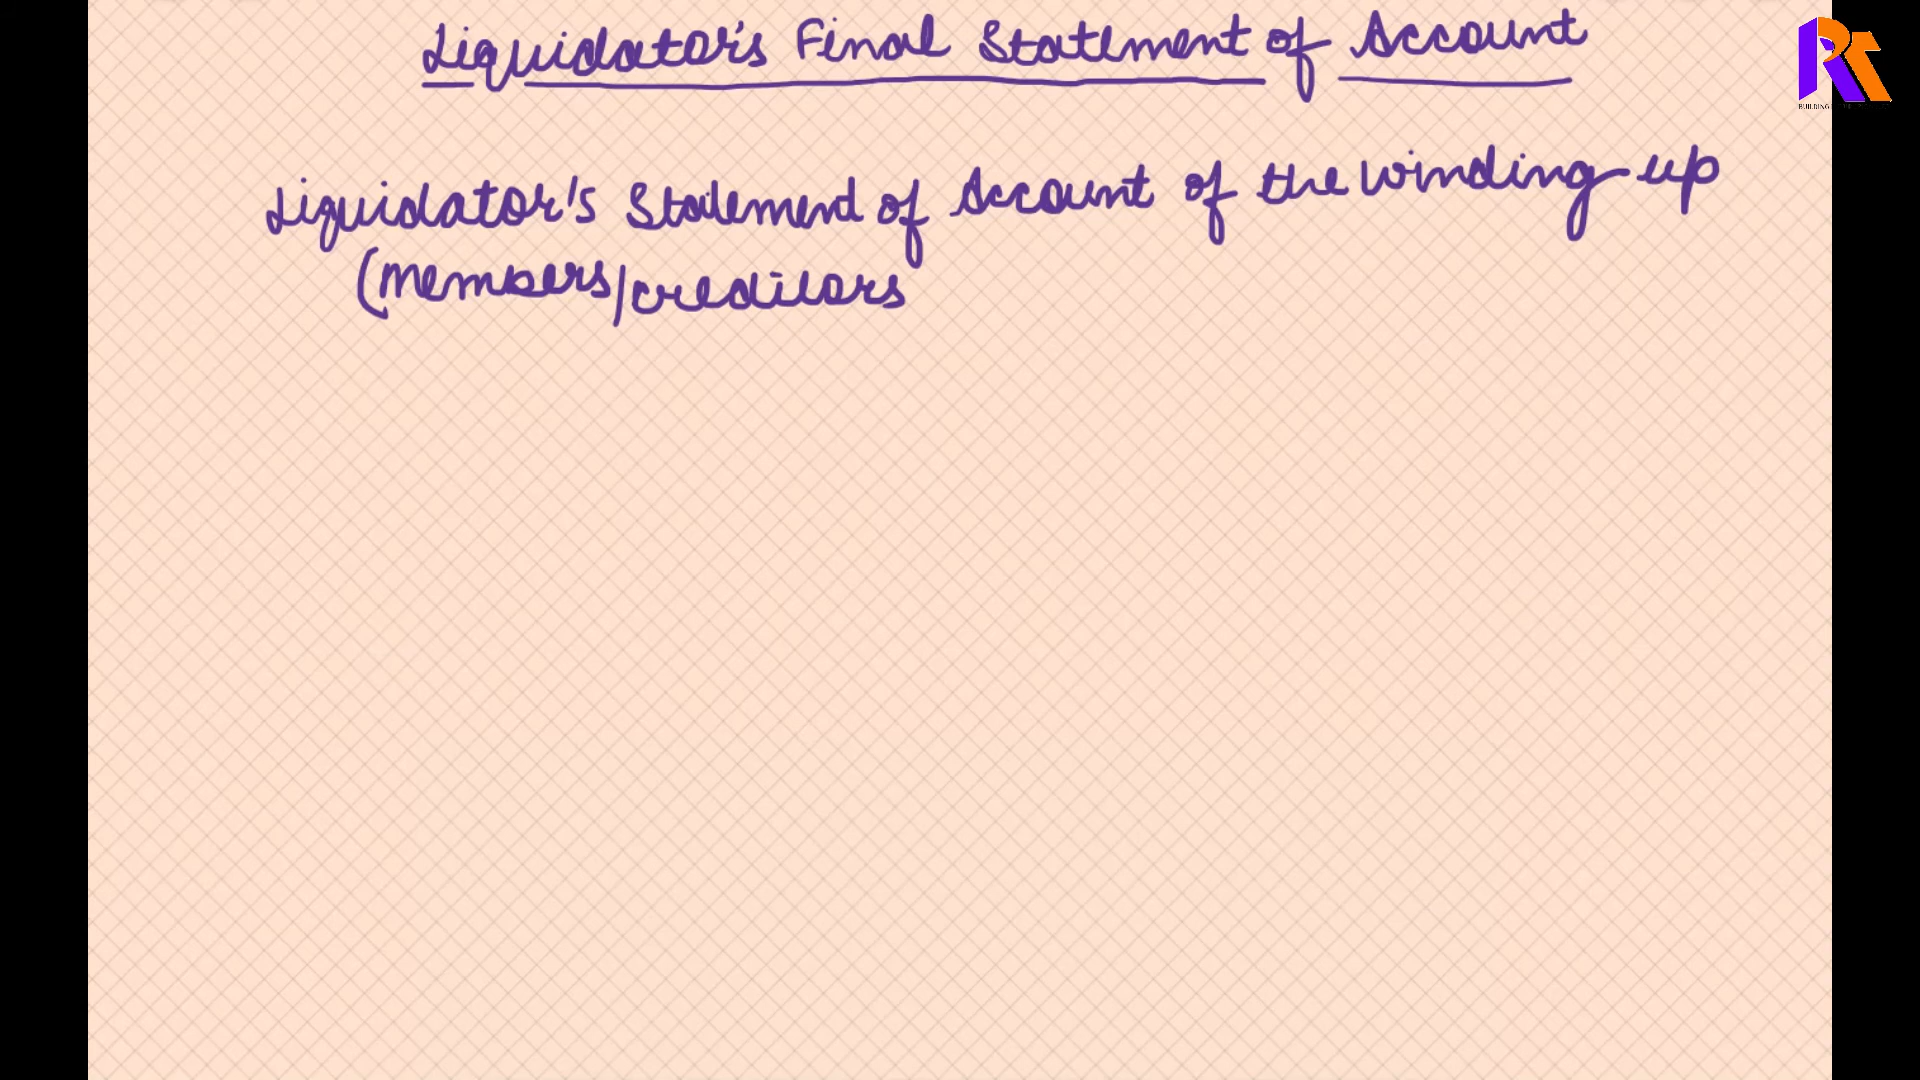 Liquidator's Final Statement of Account
Liquidator's Statement of Account of the winding up
(Members/creditors